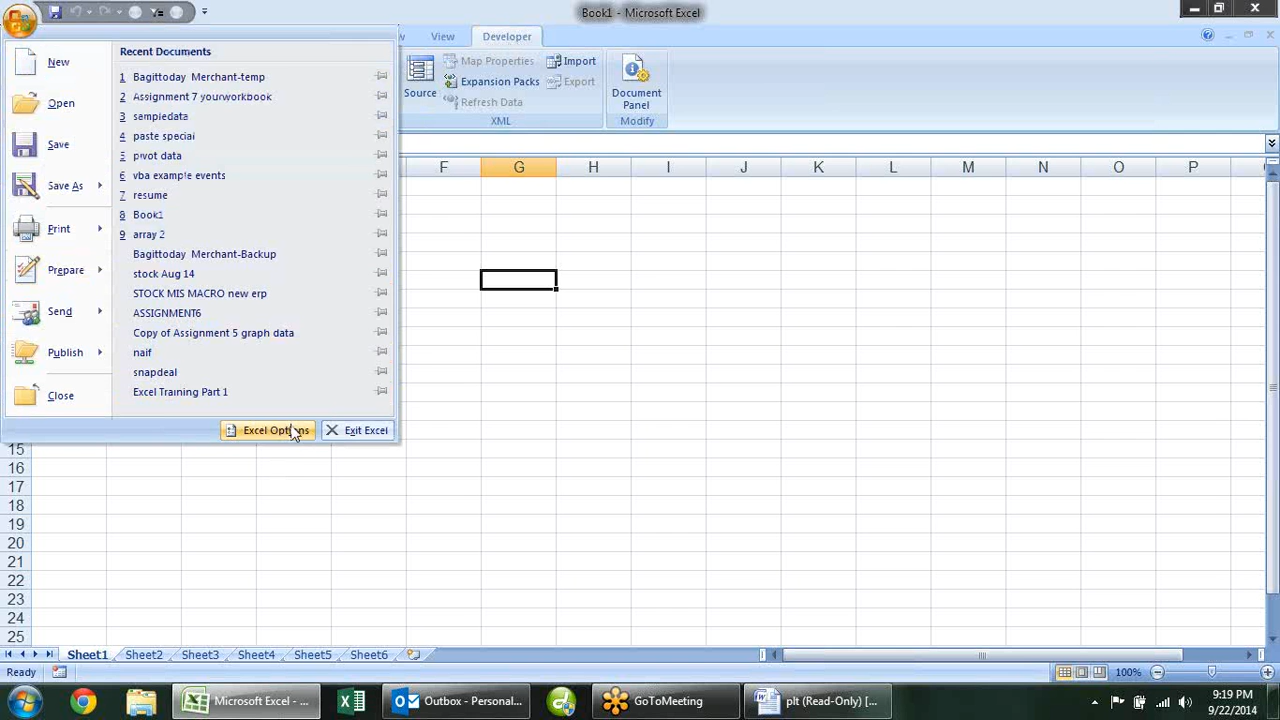 Book1 - Microsoft Excel
View
Developer
Recent Documents
New
Open
Save
Save As
Print
Prepare
Send
Publish
Close
1 Bagittoday Merchant-temp
2 Assignment 7 yourworkbook
3 sampledata
4 paste special
5 pivot data
6 vba example events
7 resume
8 Book1
9 array 2
Bagittoday Merchant-Backup
stock Aug 14
STOCK MIS MACRO new erp
ASSIGNMENT6
Copy of Assignment 5 graph data
naif
snapdeal
Excel Training Part 1
Excel Options
Exit Excel
Source
Map Properties
Expansion Packs
Refresh Data
Import
Export
XML
Document
Panel
Modify
F G H I J K L M N O P
15
16
17
18
19
20
21
22
23
24
25
Sheet1 Sheet2 Sheet3 Sheet4 Sheet5 Sheet6
Ready
100%
Microsoft Excel - ...
Outbox - Personal...
GoToMeeting
plt (Read-Only) [...
9:19 PM
9/22/2014